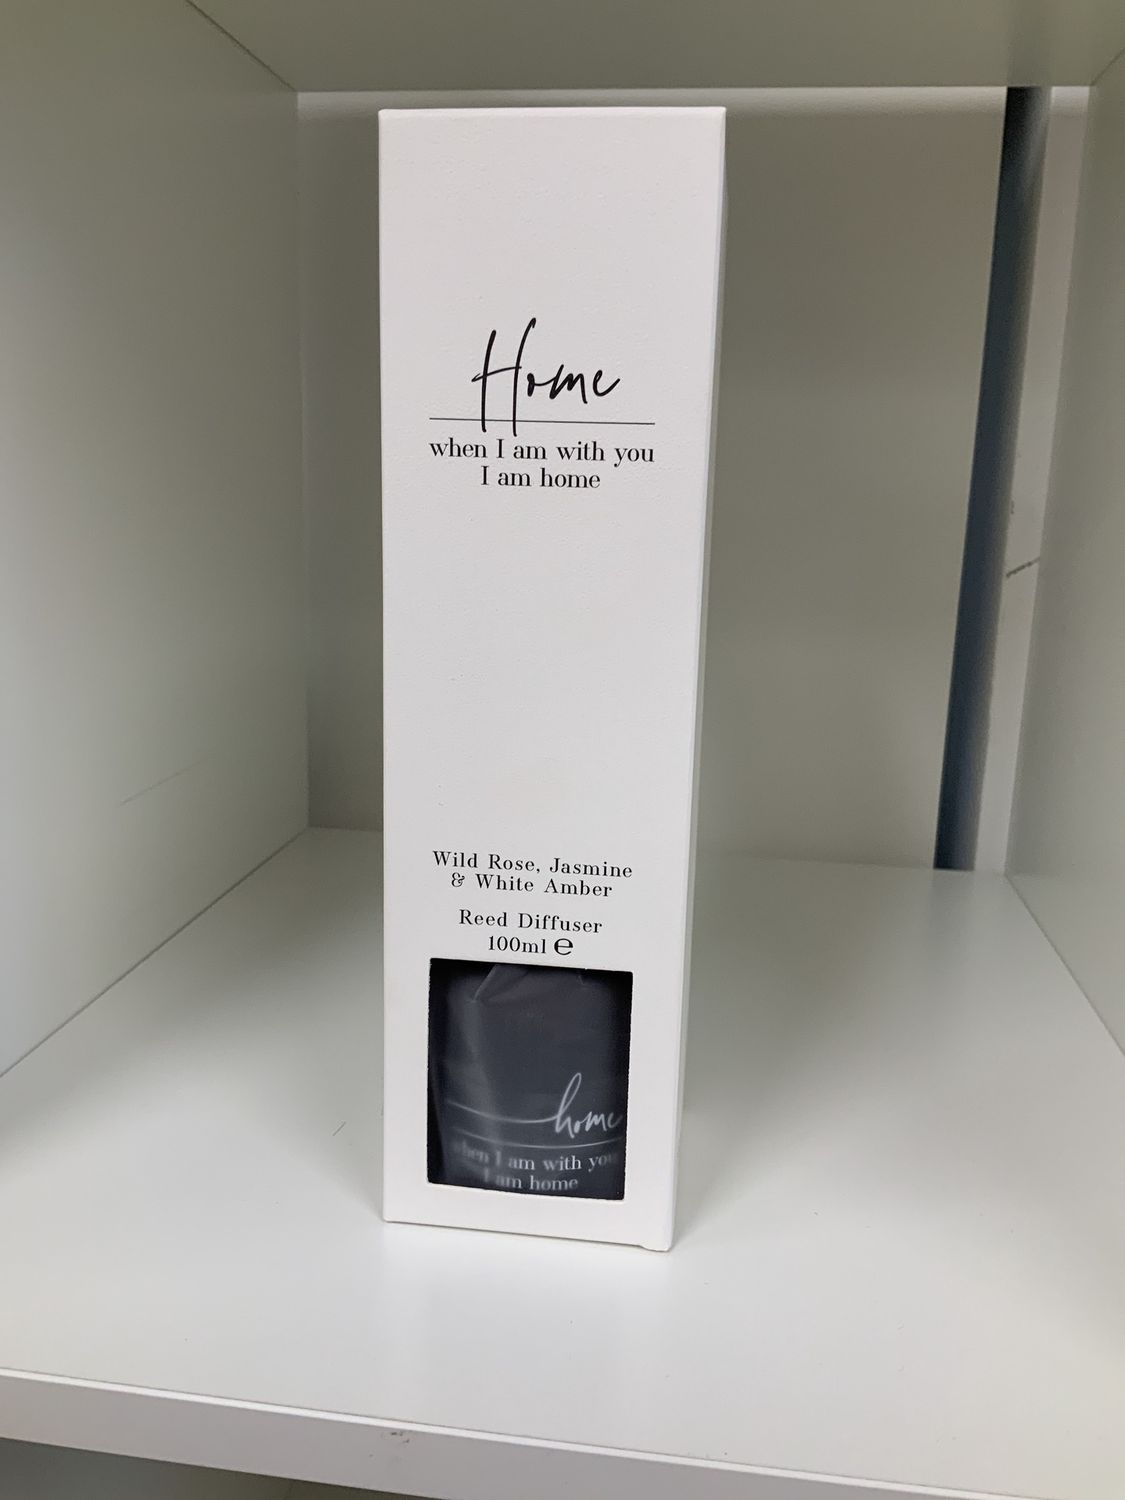 Home
when I am with you
I am home
Wild Rose, Jasmine
& White Amber
Reed Diffuser
100ml ℮
home
when I am with you
I am home